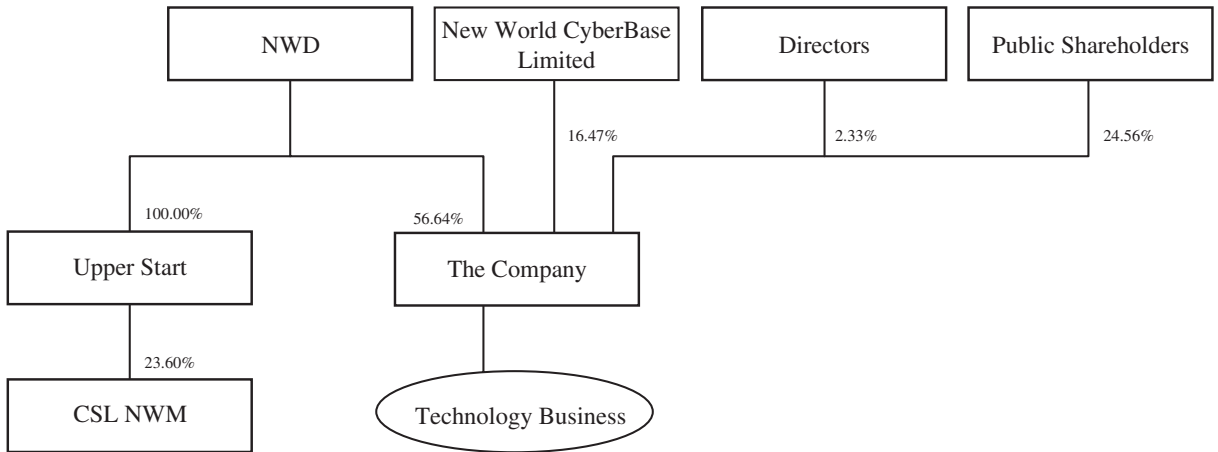 NWD
New World CyberBase
Limited
Directors
Public Shareholders
16.47%
2.33%
24.56%
100.00%
56.64%
Upper Start
The Company
23.60%
CSL NWM
Technology Business